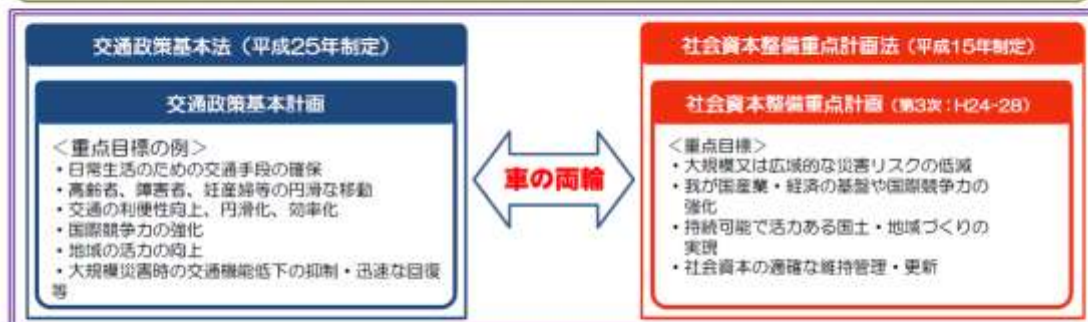 交通政策基本法（平成25年制定）
交通政策基本計画
＜重点目標の例＞
・日常生活のための交通手段の確保
・高齢者、障害者、妊産婦等の円滑な移動
・交通の利便性向上、円滑化、効率化
・国際競争力の強化
・地域の活力の向上
・大規模災害時の交通機能低下の抑制・迅速な回復
等
車の両輪
社会資本整備重点計画法（平成15年制定）
社会資本整備重点計画（第3次：H24-28）
＜重点目標＞
・大規模又は広域的な災害リスクの低減
・我が国産業・経済の基盤や国際競争力の
強化
・持続可能で活力ある国土・地域づくりの
実現
・社会資本の適確な維持管理・更新